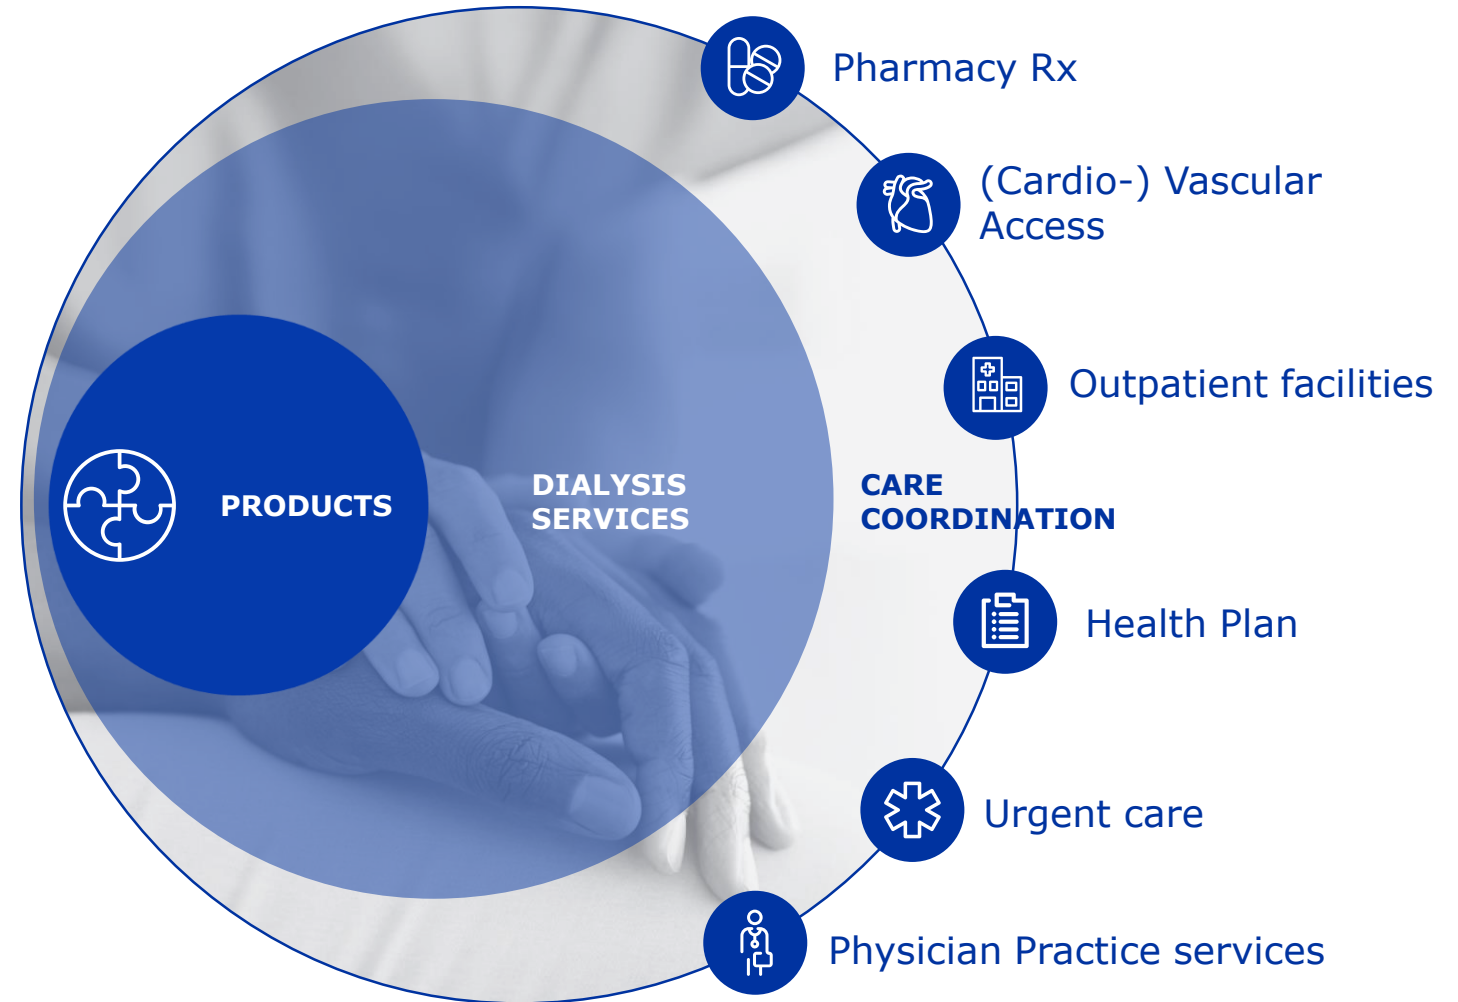 Pharmacy Rx
(Cardio-) Vascular
Access
Outpatient facilities
PRODUCTS
DIALYSIS
SERVICES
CARE
COORDINATION
Health Plan
Urgent care
Physician Practice services